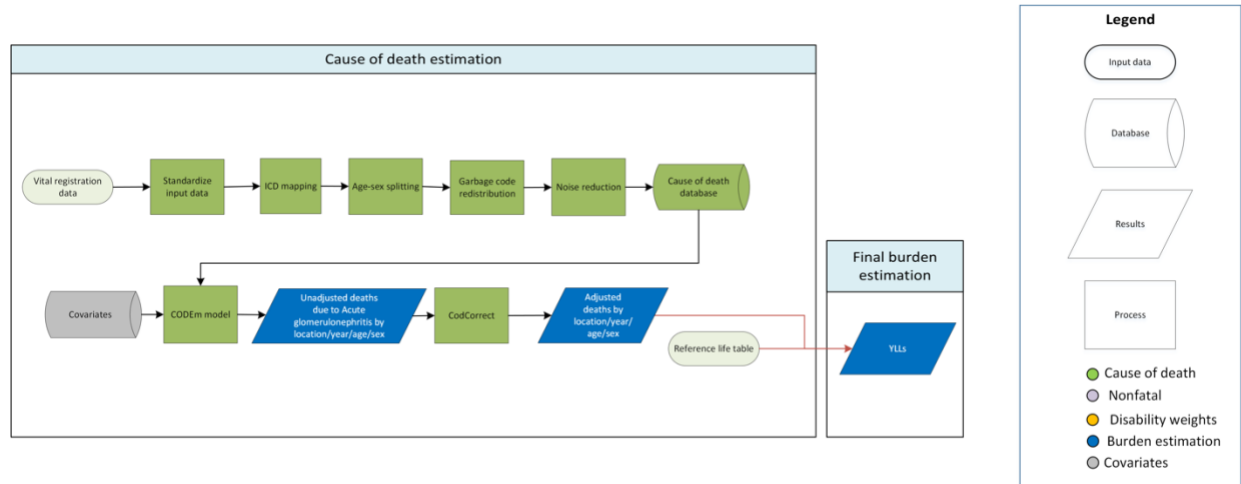 Cause of death estimation
Vital registration
data
Standardize
input data
ICD mapping
Age-sex splitting
Garbage code
redistribution
Noise reduction
Cause of death
database
Covariates
CODEm model
Unadjusted deaths
due to Acute
glomerulonephritis by
location/year/age/sex
CodCorrect
Adjusted
deaths by
location/year/
age/sex
Reference life table
Final burden
estimation
YLLs
Legend
Input data
Database
Results
Process
Cause of death
Nonfatal
Disability weights
Burden estimation
Covariates